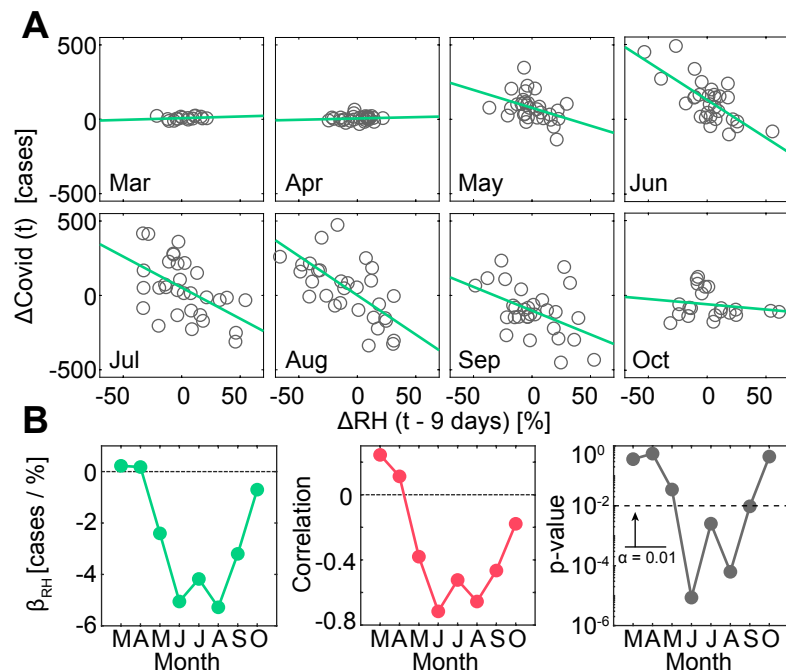 A
500
0
-500
Mar
Apr
May
Jun
500
0
-500
Jul
Aug
Sep
Oct
ΔCovid (t) [cases]
-50 0 50 -50 0 50 -50 0 50 -50 0 50
ΔRH (t - 9 days) [%]
B
β_RH [cases / %]
0
-2
-4
-6
M A M J J A S O
Month
Correlation
0
-0.4
-0.8
M A M J J A S O
Month
p-value
10^0
10^-2
10^-4
10^-6
α = 0.01
M A M J J A S O
Month